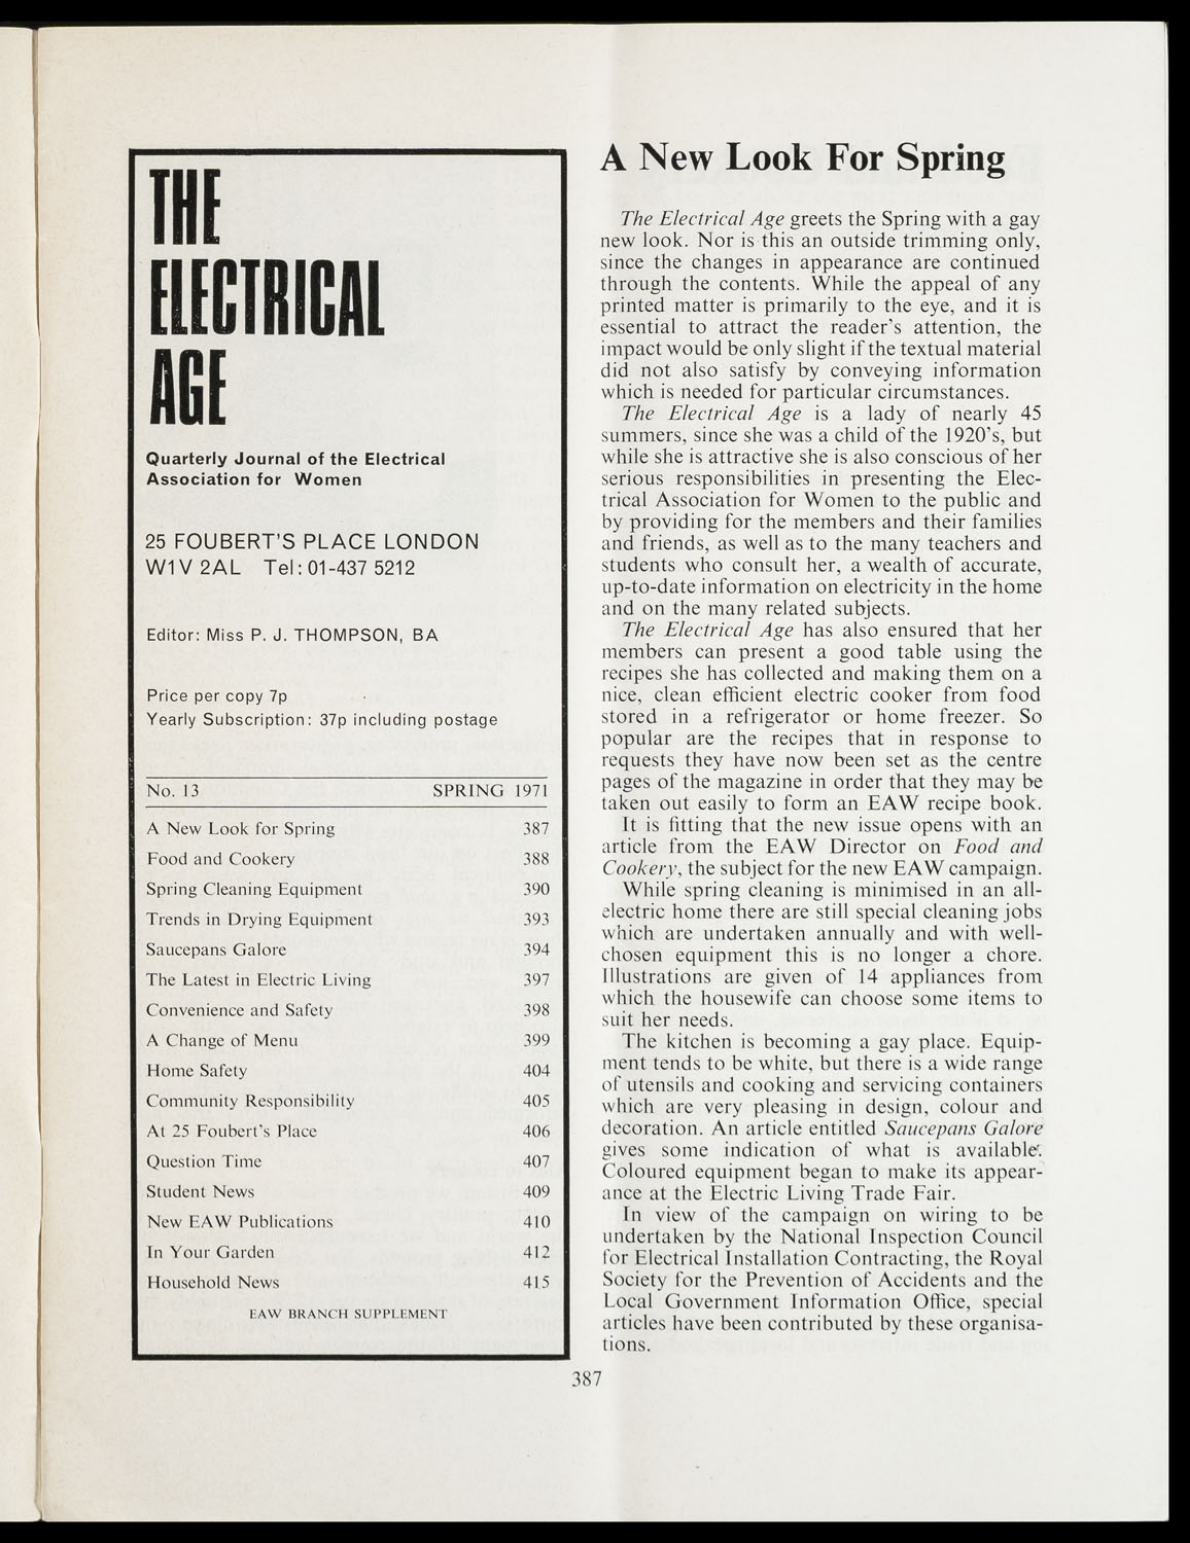 THE
ELECTRICAL
AGE
Quarterly Journal of the Electrical
Association for Women
25 FOUBERT'S PLACE LONDON
W1V 2AL Tel: 01-437 5212
Editor: Miss P. J. THOMPSON, BA
Price per copy 7p
Yearly Subscription: 37p including postage
No. 13 SPRING 1971
A New Look for Spring 387
Food and Cookery 388
Spring Cleaning Equipment 390
Trends in Drying Equipment 393
Saucepans Galore 394
The Latest in Electric Living 397
Convenience and Safety 398
A Change of Menu 399
Home Safety 404
Community Responsibility 405
At 25 Foubert's Place 406
Question Time 407
Student News 409
New EAW Publications 410
In Your Garden 412
Household News 415
EAW BRANCH SUPPLEMENT
A New Look For Spring
The Electrical Age greets the Spring with a gay
new look. Nor is this an outside trimming only,
since the changes in appearance are continued
through the contents. While the appeal of any
printed matter is primarily to the eye, and it is
essential to attract the reader's attention, the
impact would be only slight if the textual material
did not also satisfy by conveying information
which is needed for particular circumstances.
The Electrical Age is a lady of nearly 45
summers, since she was a child of the 1920's, but
while she is attractive she is also conscious of her
serious responsibilities in presenting the Elec-
trical Association for Women to the public and
by providing for the members and their families
and friends, as well as to the many teachers and
students who consult her, a wealth of accurate,
up-to-date information on electricity in the home
and on the many related subjects.
The Electrical Age has also ensured that her
members can present a good table using the
recipes she has collected and making them on a
nice, clean efficient electric cooker from food
stored in a refrigerator or home freezer. So
popular are the recipes that in response to
requests they have now been set as the centre
pages of the magazine in order that they may be
taken out easily to form an EAW recipe book.
It is fitting that the new issue opens with an
article from the EAW Director on Food and
Cookery, the subject for the new EAW campaign.
While spring cleaning is minimised in an all-
electric home there are still special cleaning jobs
which are undertaken annually and with well-
chosen equipment this is no longer a chore.
Illustrations are given of 14 appliances from
which the housewife can choose some items to
suit her needs.
The kitchen is becoming a gay place. Equip-
ment tends to be white, but there is a wide range
of utensils and cooking and servicing containers
which are very pleasing in design, colour and
decoration. An article entitled Saucepans Galore
gives some indication of what is available.
Coloured equipment began to make its appear-
ance at the Electric Living Trade Fair.
In view of the campaign on wiring to be
undertaken by the National Inspection Council
for Electrical Installation Contracting, the Royal
Society for the Prevention of Accidents and the
Local Government Information Office, special
articles have been contributed by these organisa-
tions.
387